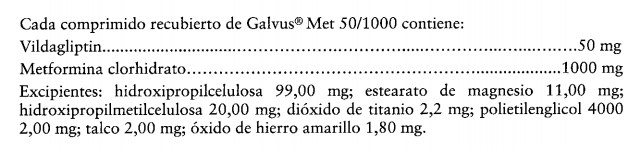 Cada comprimido recubierto de Galvus® Met 50/1000 contiene:
Vildagliptin..........................................................................................50 mg
Metformina clorhidrato......................................................................1000 mg
Excipientes: hidroxipropilcelulosa 99,00 mg; estearato de magnesio 11,00 mg;
hidroxipropilmetilcelulosa 20,00 mg; dióxido de titanio 2,2 mg; polietilenglicol 4000
2,00 mg; talco 2,00 mg; óxido de hierro amarillo 1,80 mg.